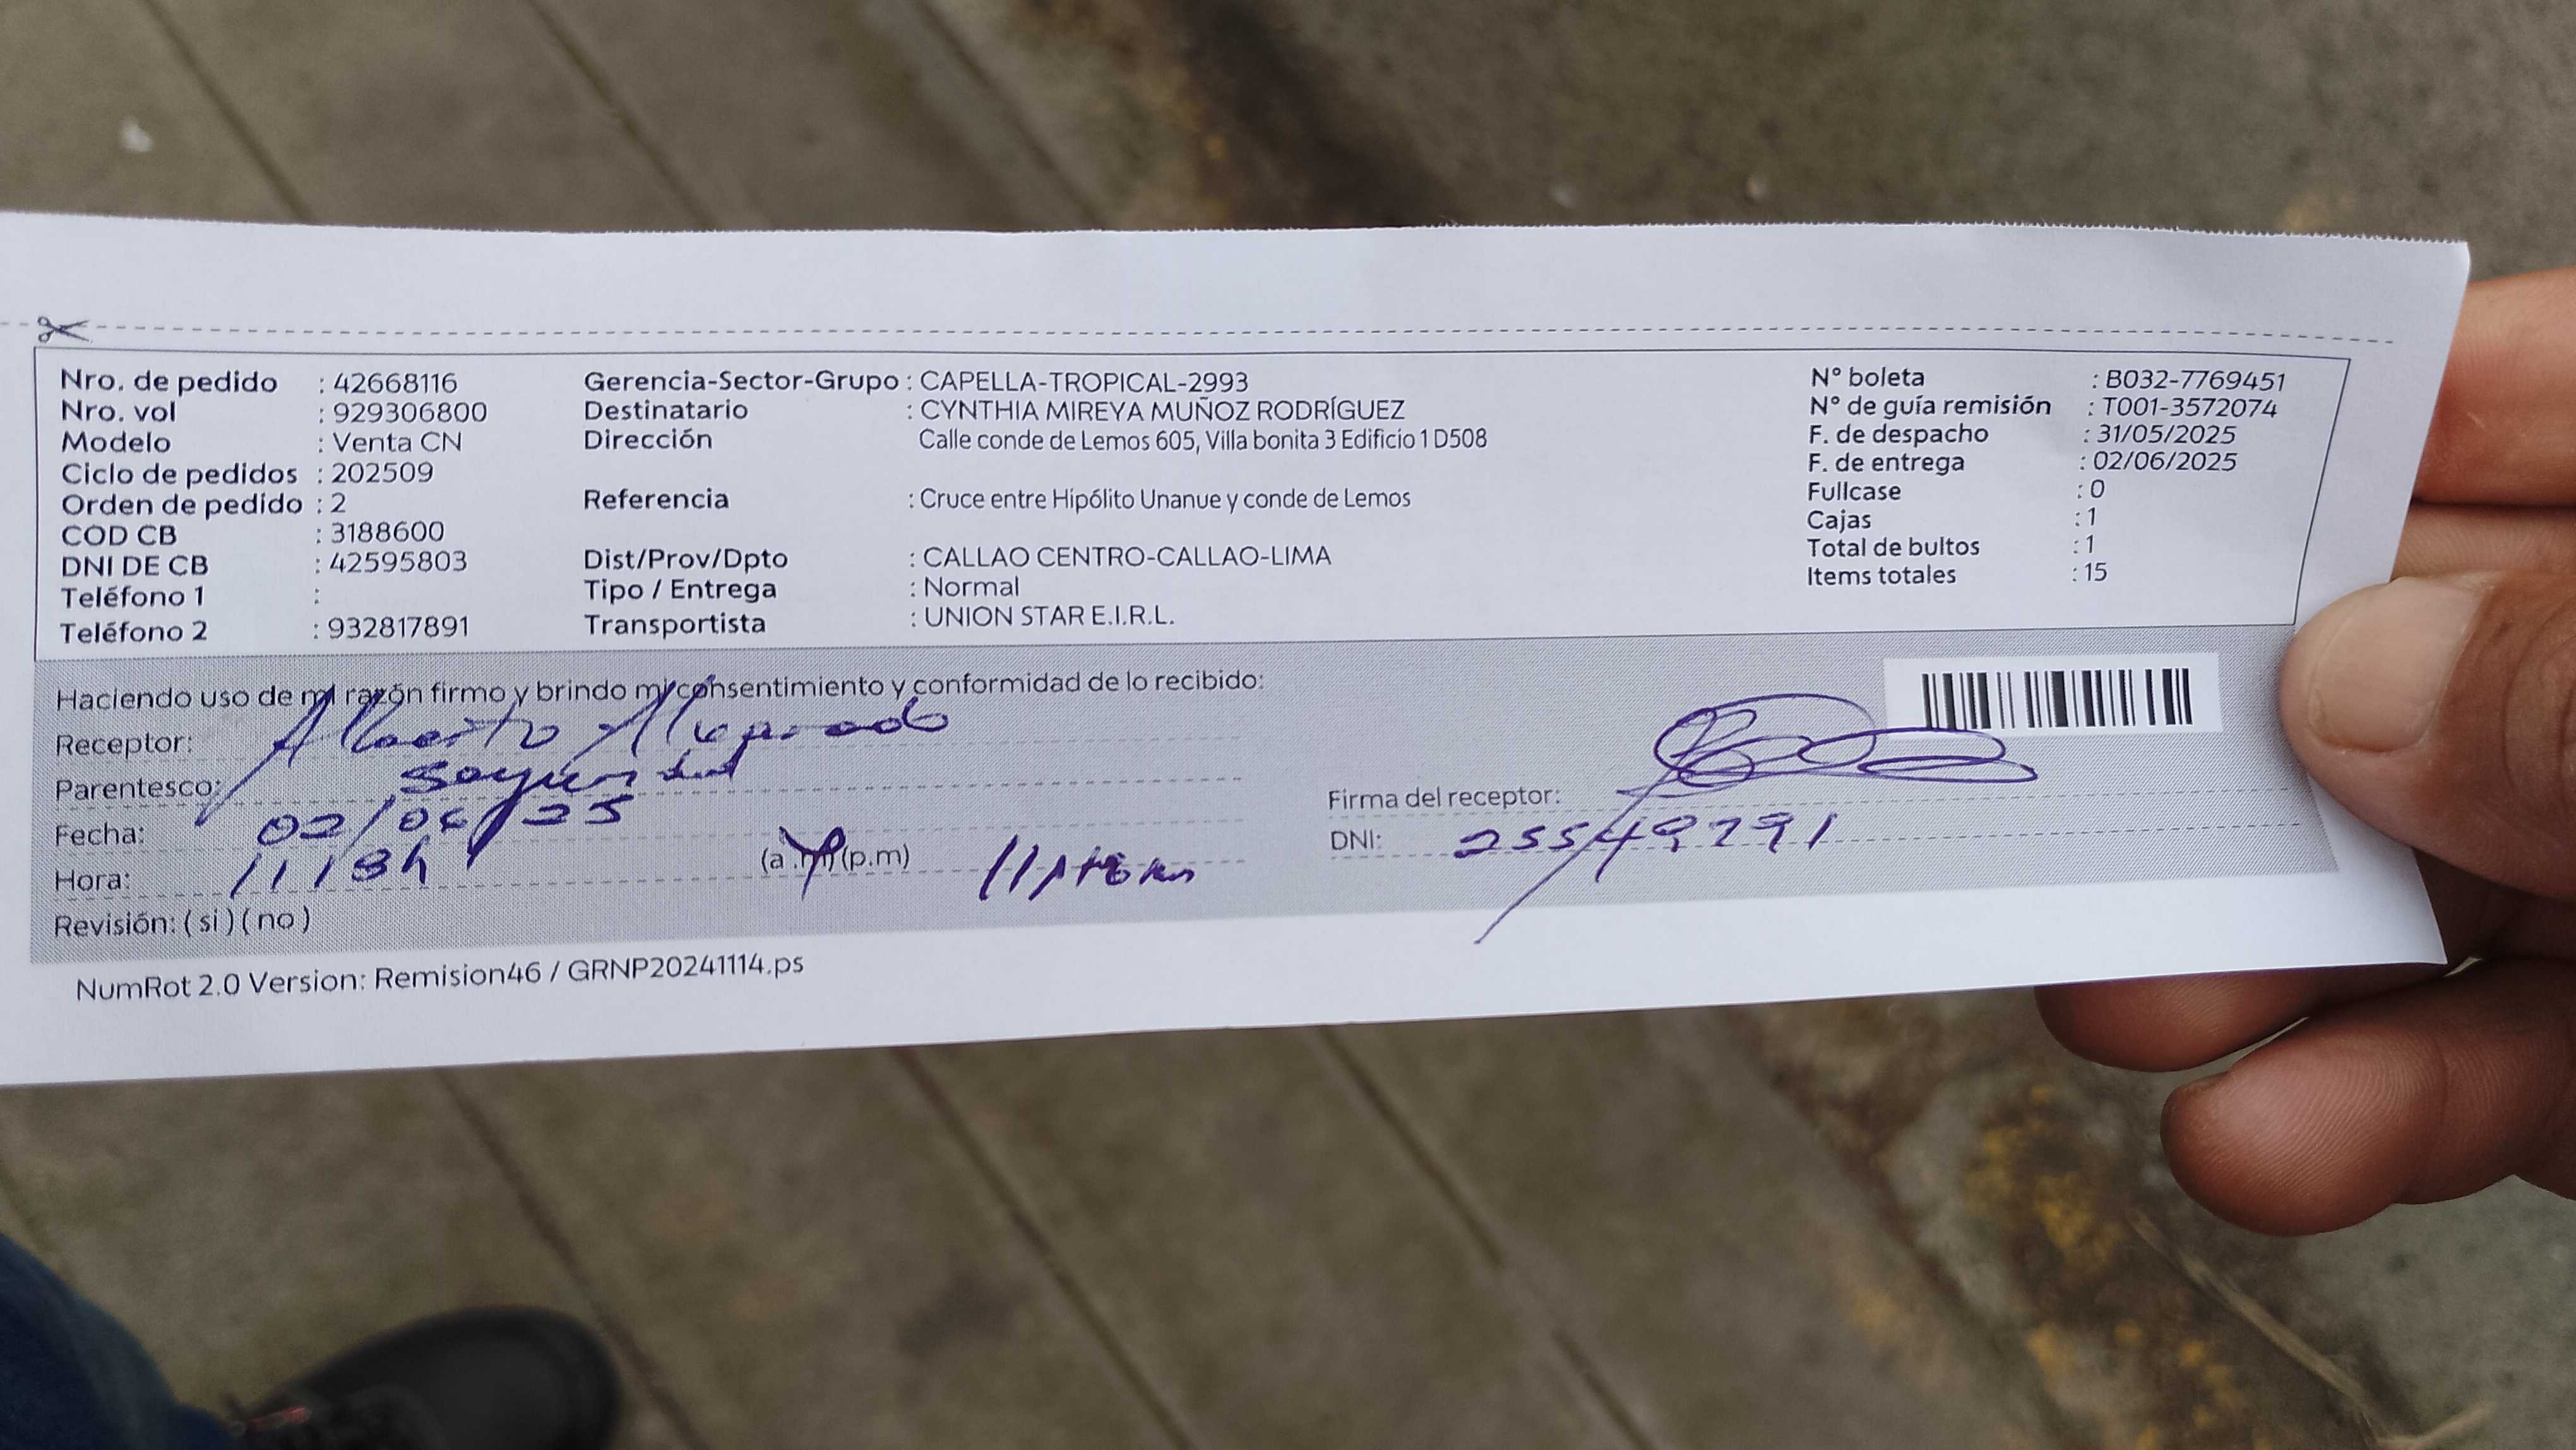 Nro. de pedido : 42668116
Nro. vol : 929306800
Modelo : Venta CN
Ciclo de pedidos : 202509
Orden de pedido : 2
COD CB : 3188600
DNI DE CB : 42595803
Teléfono 1 :
Teléfono 2 : 932817891
Gerencia-Sector-Grupo : CAPELLA-TROPICAL-2993
Destinatario : CYNTHIA MIREYA MUÑOZ RODRÍGUEZ
Dirección Calle conde de Lemos 605, Villa bonita 3 Edificio 1 D508
Referencia : Cruce entre Hipólito Unanue y conde de Lemos
Dist/Prov/Dpto : CALLAO CENTRO-CALLAO-LIMA
Tipo / Entrega : Normal
Transportista : UNION STAR E.I.R.L.
N° boleta : B032-7769451
N° de guía remisión : T001-3572074
F. de despacho : 31/05/2025
F. de entrega : 02/06/2025
Fullcase : 0
Cajas : 1
Total de bultos : 1
Items totales : 15
Haciendo uso de mi razón firmo y brindo mi consentimiento y conformidad de lo recibido:
Receptor: Alberto Alvarado
Parentesco:
Fecha: 02/06/25
Hora: (a.m) (p.m)
Revisión: ( si ) ( no )
Firma del receptor:
DNI:
NumRot 2.0 Version: Remision46 / GRNP20241114.ps